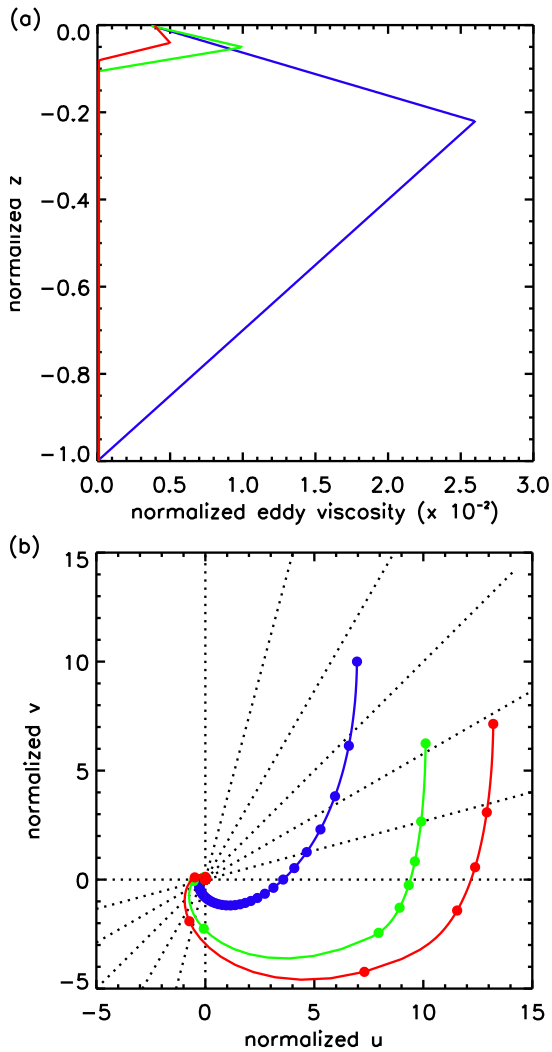 (a)
0.0
−0.2
−0.4
−0.6
−0.8
−1.0
normalized z
0.0 0.5 1.0 1.5 2.0 2.5 3.0
normalized eddy viscosity (x 10⁻²)
(b)
15
10
5
0
−5
normalized v
−5 0 5 10 15
normalized u